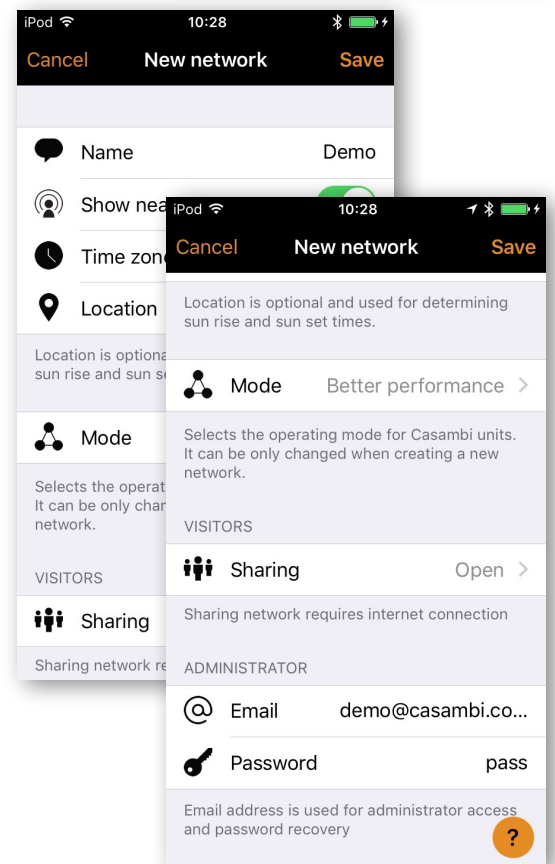 iPod 10:28
Cancel New network Save
Name Demo
Show nea
Time zon
Location
Location is optiona
sun rise and sun se
Mode
Selects the operat
It can be only chan
network.
VISITORS
Sharing
Sharing network re
iPod 10:28
Cancel New network Save
Location is optional and used for determining
sun rise and sun set times.
Mode Better performance >
Selects the operating mode for Casambi units.
It can be only changed when creating a new
network.
VISITORS
Sharing Open >
Sharing network requires internet connection
ADMINISTRATOR
@ Email demo@casambi.co...
Password pass
Email address is used for administrator access
and password recovery
?